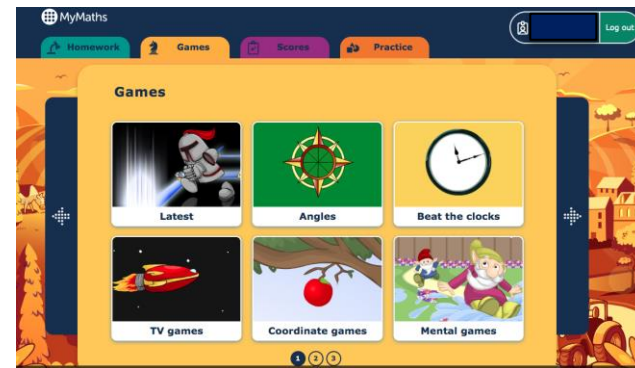 MyMaths
Log out
Homework
Games
Scores
Practice
Games
Latest
Angles
Beat the clocks
TV games
Coordinate games
Mental games
1 2 3